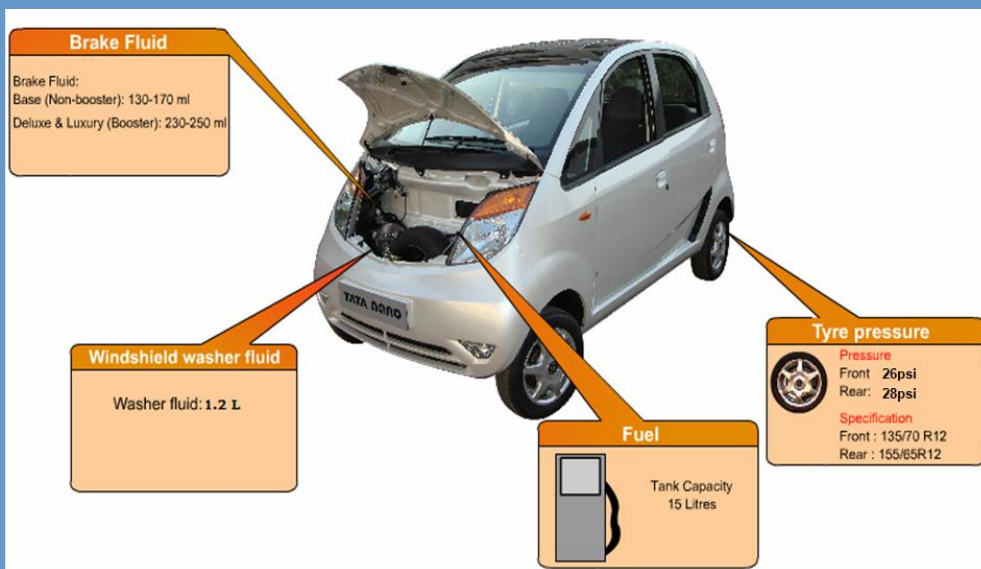 Brake Fluid
Brake Fluid:
Base (Non-booster): 130-170 ml
Deluxe & Luxury (Booster): 230-250 ml
TATA nano
Windshield washer fluid
Washer fluid: 1.2 L
Tyre pressure
Pressure
Front 26psi
Rear: 28psi
Specification
Front : 135/70 R12
Rear : 155/65R12
Fuel
Tank Capacity
15 Litres